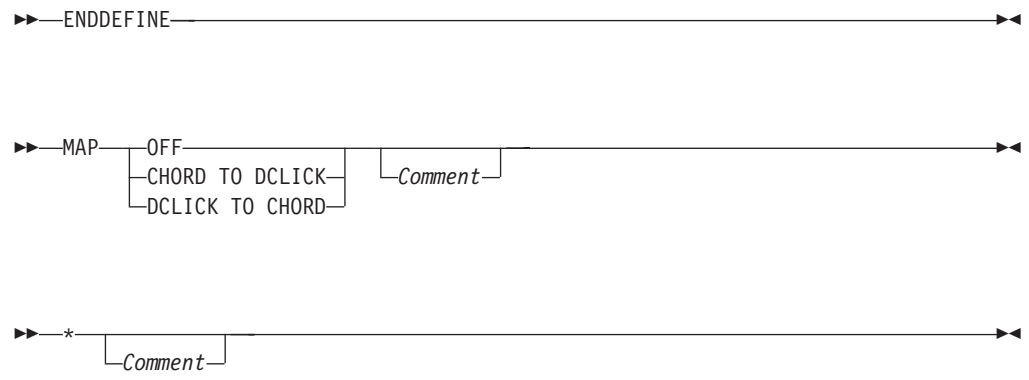 ENDDEFINE
MAP OFF
CHORD TO DCLICK Comment
DCLICK TO CHORD
*
Comment